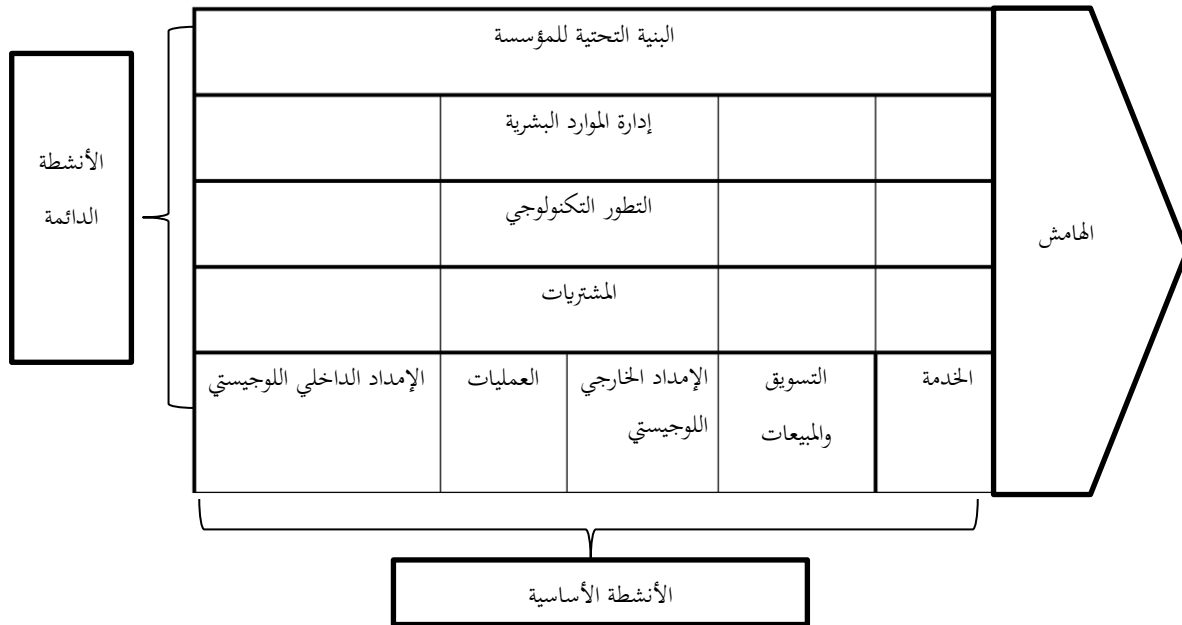 البنية التحتية للمؤسسة
إدارة الموارد البشرية
الأنشطة
الدائمة
التطور التكنولوجي
الهامش
المشتريات
الإمداد الداخلي اللوجيستي
العمليات
الإمداد الخارجي
اللوجيستي
التسويق
والمبيعات
الخدمة
الأنشطة الأساسية